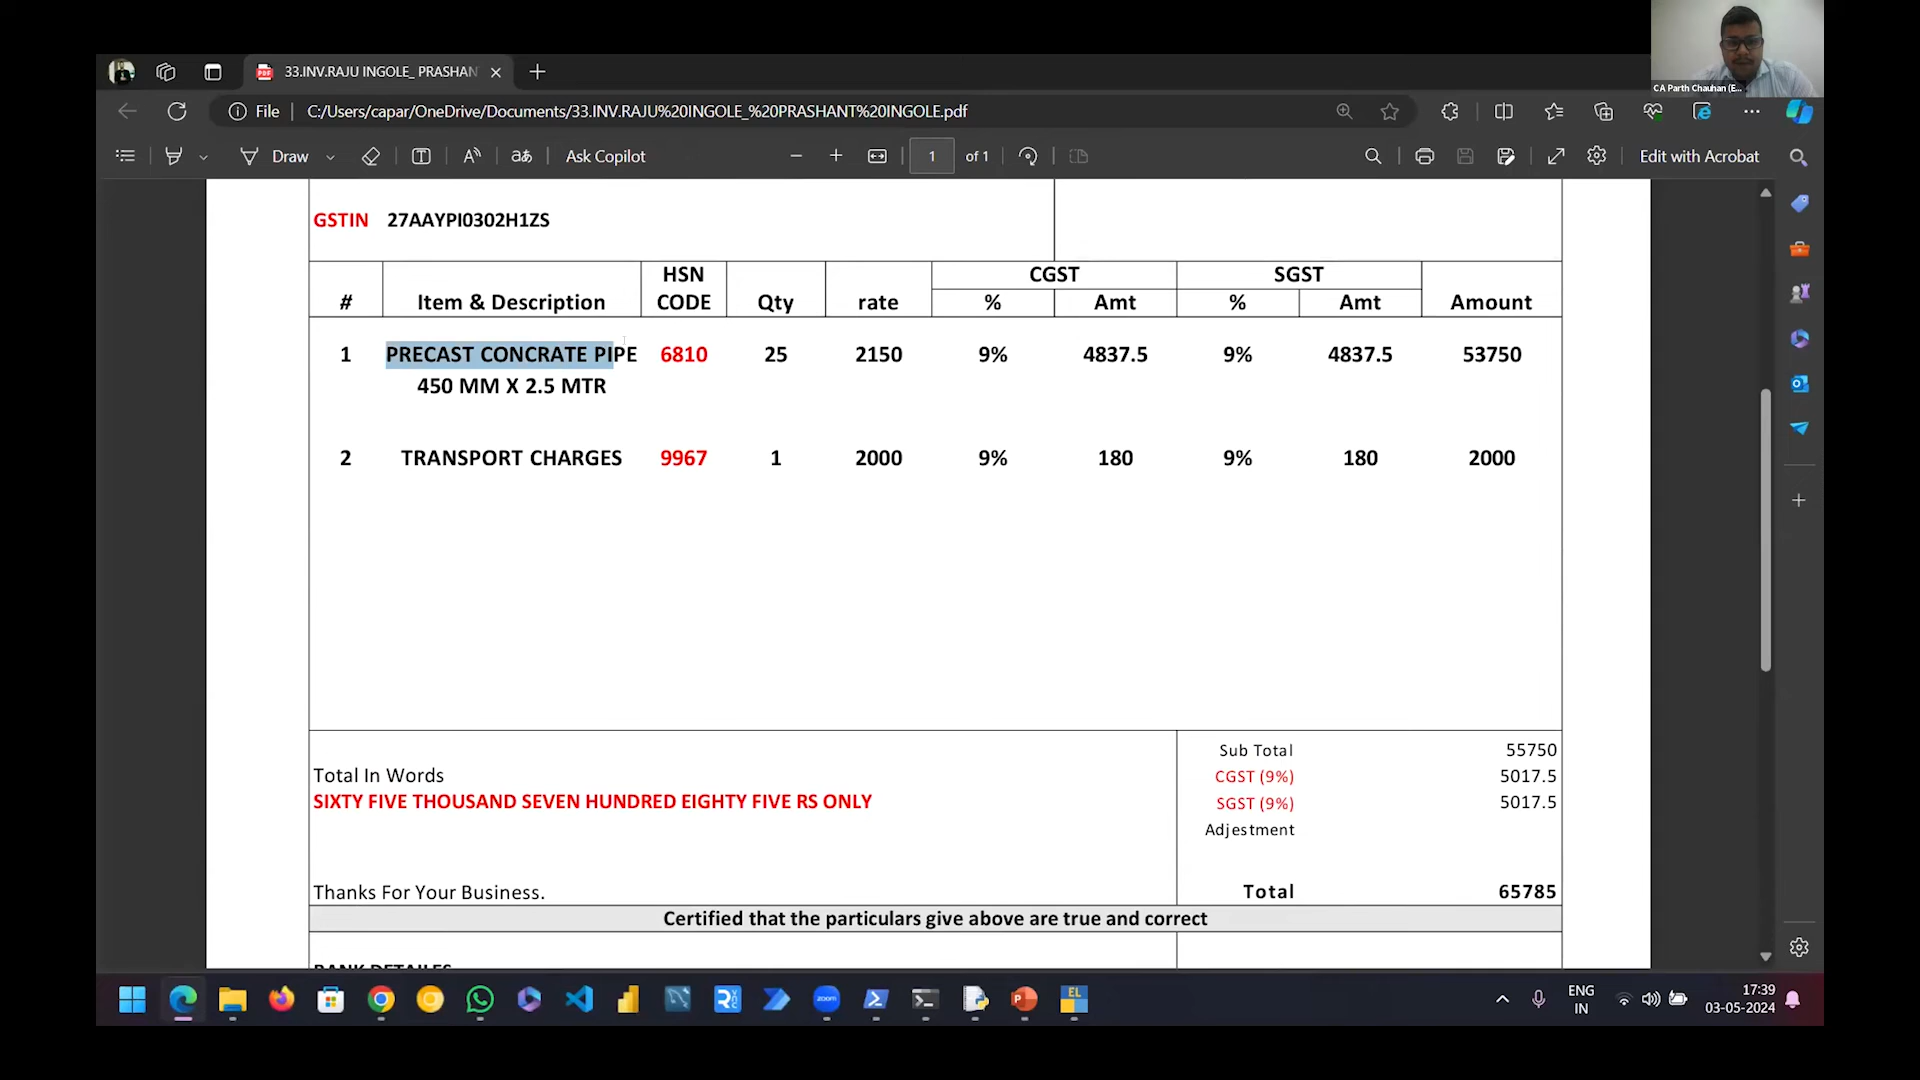 CA Parth Chauhan (E...
33.INV.RAJU INGOLE_ PRASHAN
File
C:/Users/capar/OneDrive/Documents/33.INV.RAJU%20INGOLE_%20PRASHANT%20INGOLE.pdf
Draw
Ask Copilot
1 of 1
Edit with Acrobat
GSTIN 27AAYPI0302H1ZS
# Item & Description HSN CODE Qty rate CGST SGST Amount
% Amt % Amt
1 PRECAST CONCRATE PIPE 6810 25 2150 9% 4837.5 9% 4837.5 53750
450 MM X 2.5 MTR
2 TRANSPORT CHARGES 9967 1 2000 9% 180 9% 180 2000
Sub Total 55750
Total In Words
CGST (9%) 5017.5
SIXTY FIVE THOUSAND SEVEN HUNDRED EIGHTY FIVE RS ONLY
SGST (9%) 5017.5
Adjestment
Thanks For Your Business.
Total 65785
Certified that the particulars give above are true and correct
BANK DETAILES
zoom
EL
ENG
IN
17:39
03-05-2024